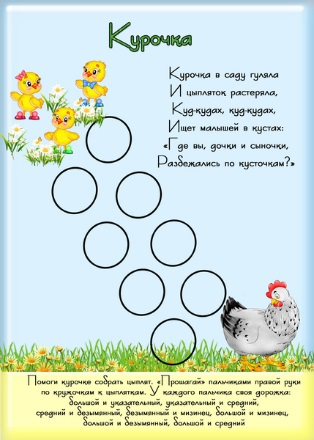 Курочка
Курочка в саду гуляла
И цыпляток растеряла,
Куд-кудах, куд-кудах,
Ищет малышей в кустах:
«Где вы, дочки и сыночки,
Разбежались по кусточкам?»
Помоги курочке собрать цыплят. «Прошагай» пальчиками правой руки
по кружочкам к цыпляткам. У каждого пальчика своя дорожка:
большой и указательный, указательный и средний,
средний и безымянный, безымянный и мизинец, большой и мизинец,
большой и безымянный, большой и средний